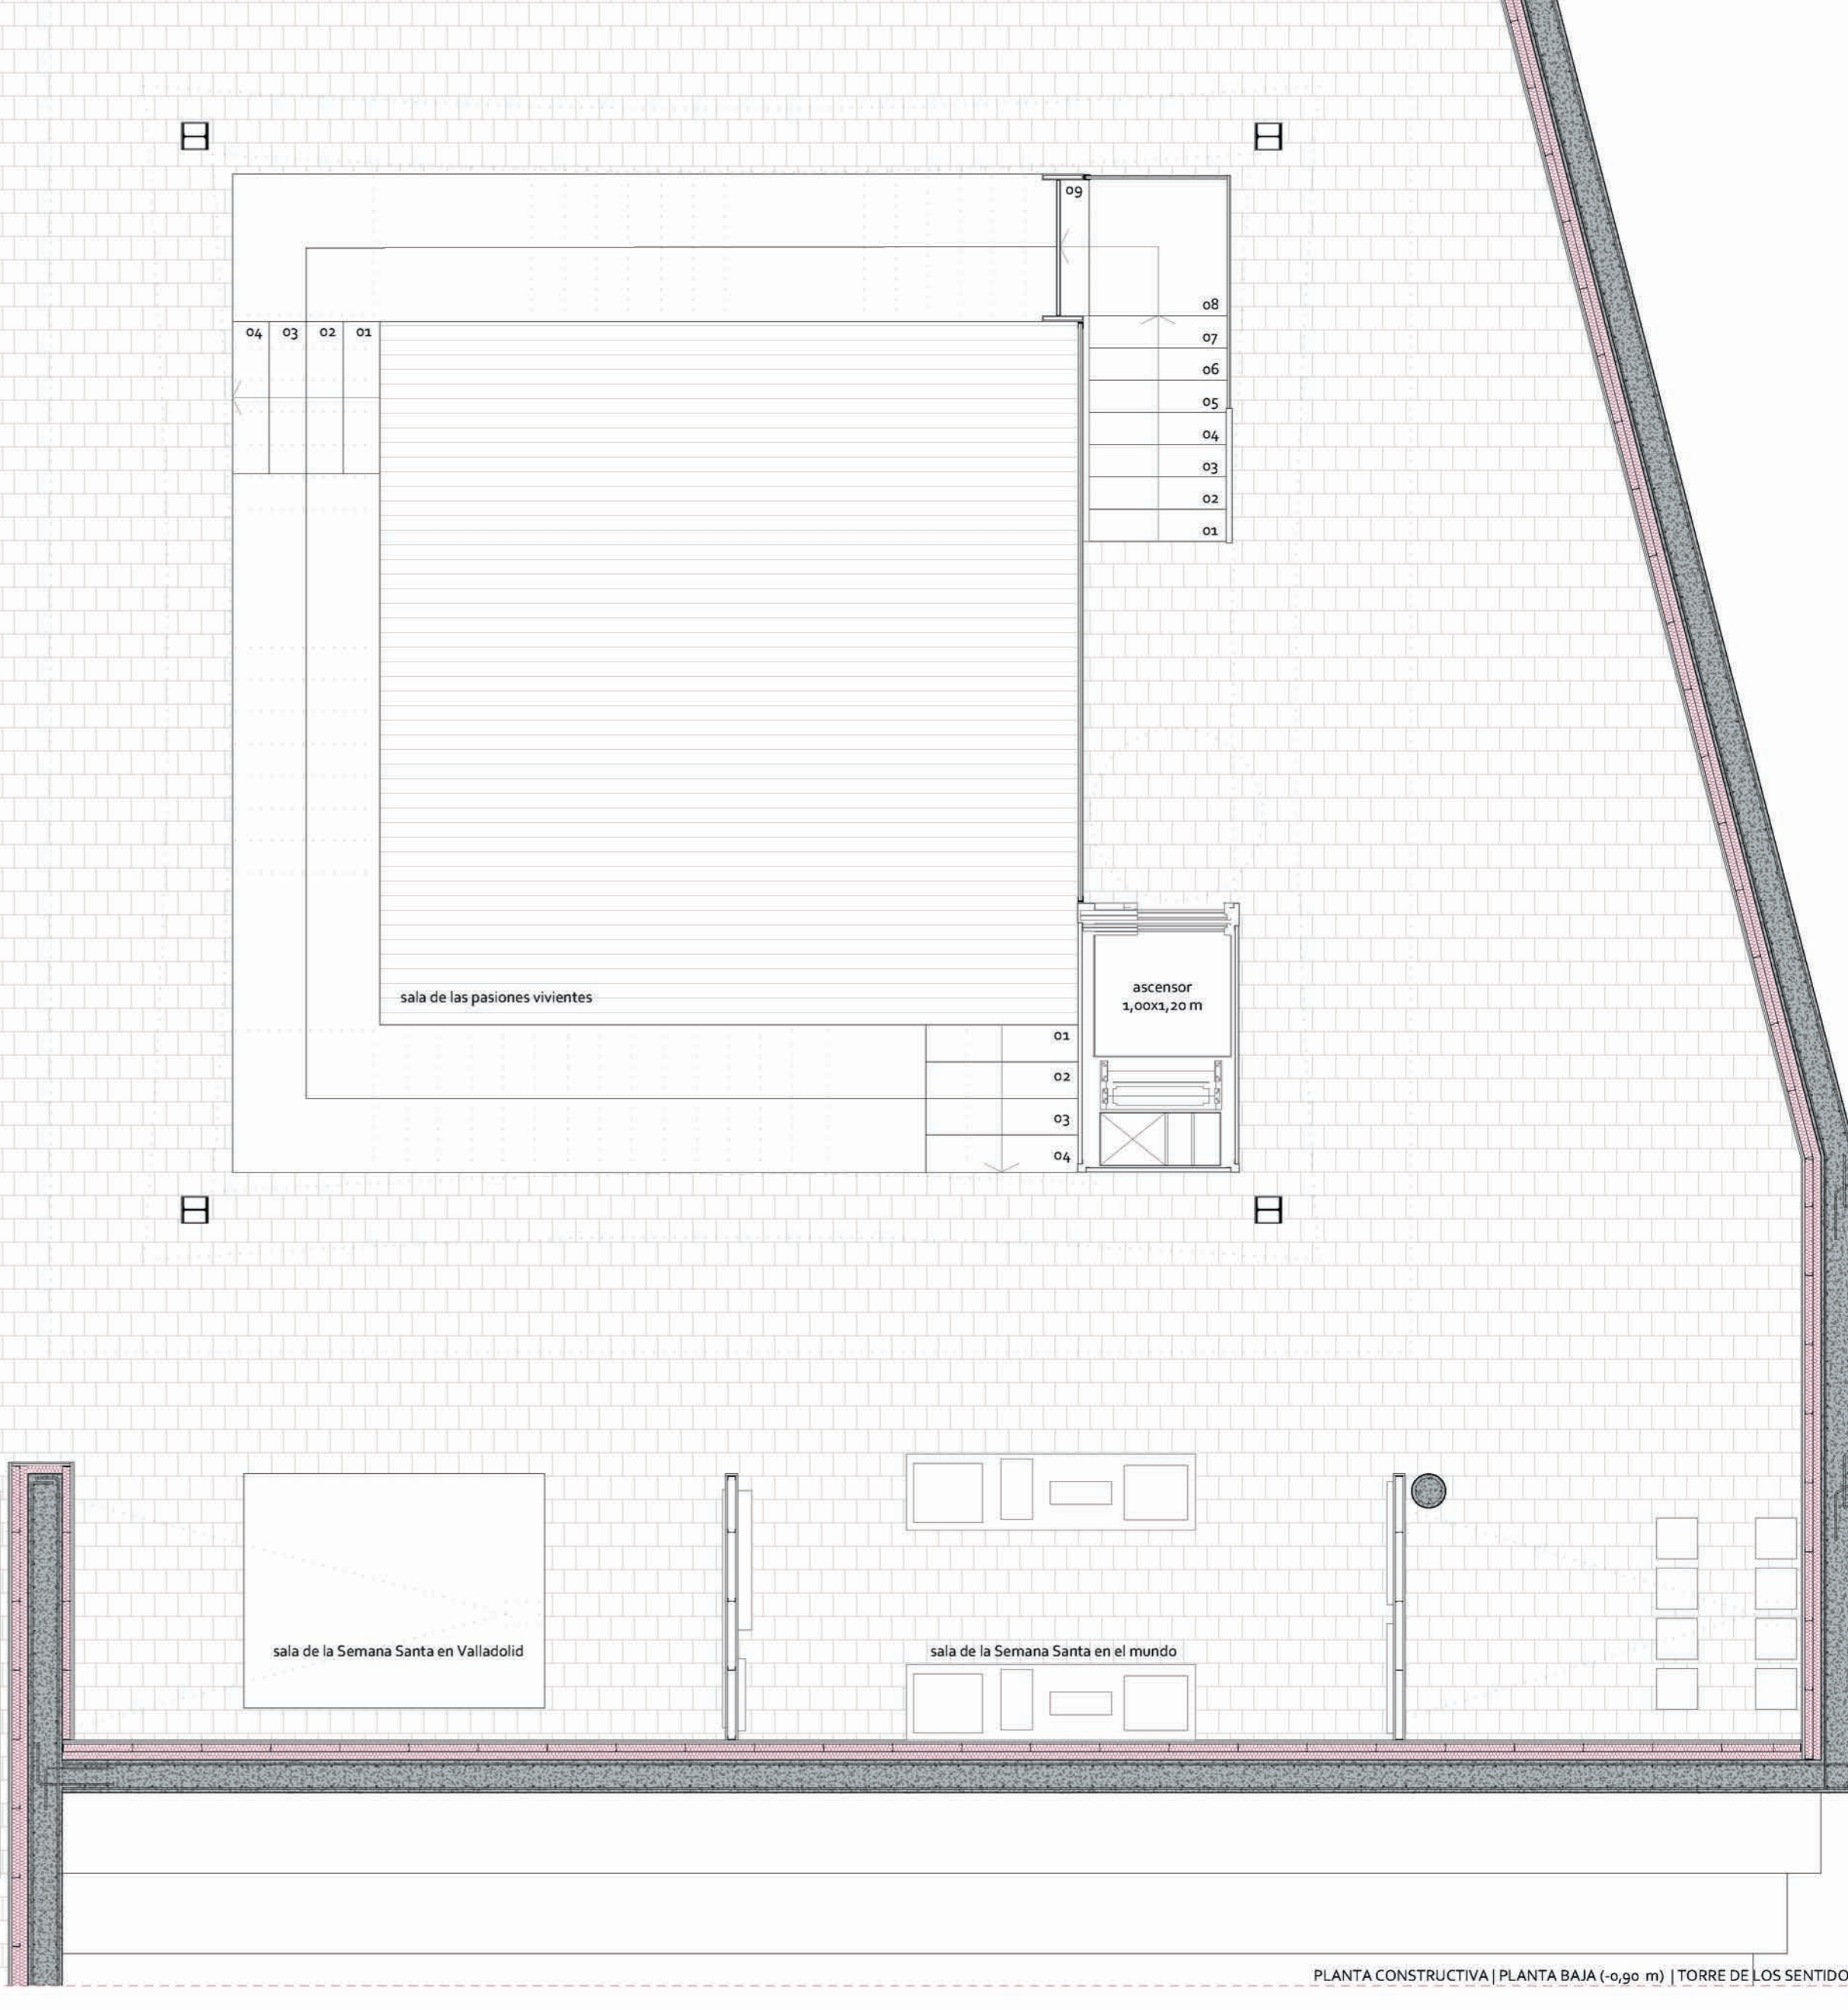 09
08
04 03 02 01
07
06
05
04
03
02
01
sala de las pasiones vivientes
ascensor
1,00x1,20 m
01
02
03
04
sala de la Semana Santa en Valladolid
sala de la Semana Santa en el mundo
PLANTA CONSTRUCTIVA | PLANTA BAJA (-0,90 m) | TORRE DE LOS SENTIDO